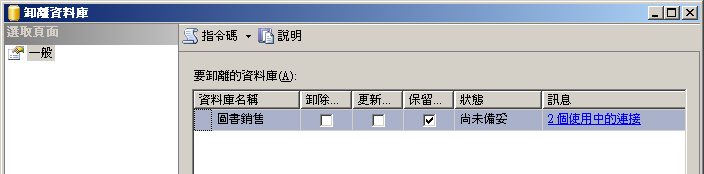 卸離資料庫
選取頁面
一般
指令碼 說明
要卸離的資料庫(A):
資料庫名稱 卸除... 更新... 保留... 狀態 訊息
圖書銷售 尚未備妥 2 個使用中的連接